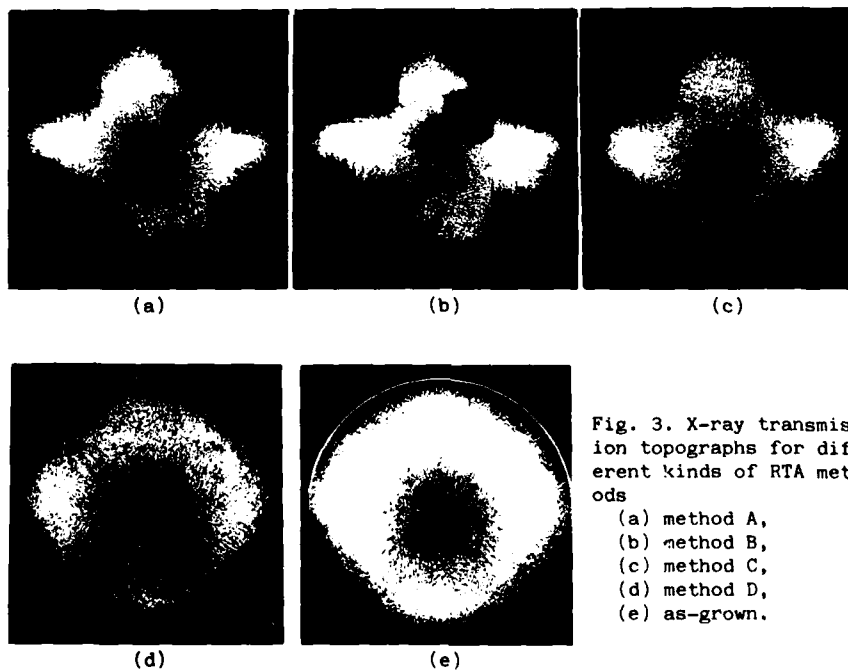 (a)
(b)
(c)
(d)
(e)
Fig. 3. X-ray transmis
ion topographs for dif
erent kinds of RTA met
ods
(a) method A,
(b) method B,
(c) method C,
(d) method D,
(e) as-grown.